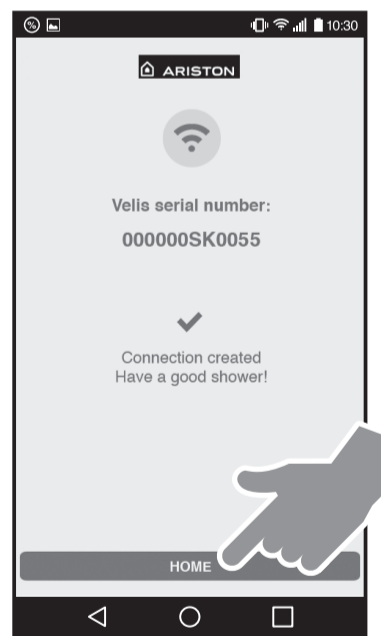 10:30
ARISTON
Velis serial number:
000000SK0055
Connection created
Have a good shower!
HOME